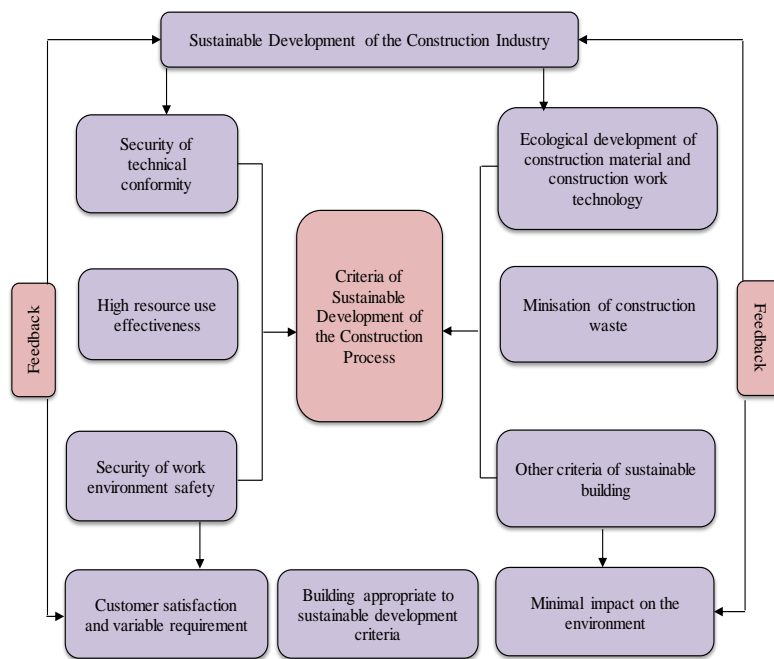 Sustainable Development of the Construction Industry
Security of
technical
conformity
Ecological development of
construction material and
construction work
technology
Criteria of
Sustainable
Development of
the Construction
Process
High resource use
effectiveness
Minisation of construction
waste
Feedback
Feedback
Security of work
environment safety
Other criteria of sustainable
building
Customer satisfaction
and variable requirement
Building appropriate to
sustainable development
criteria
Minimal impact on the
environment